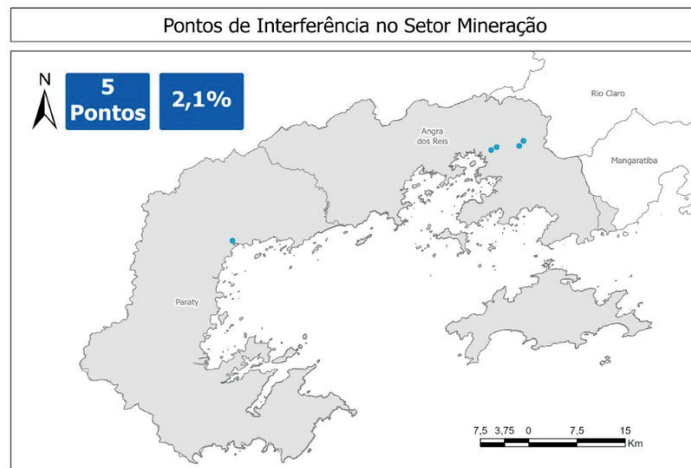 Pontos de Interferência no Setor Mineração
N
5
Pontos
2,1%
Rio Claro
Angra
dos Reis
Mangaratiba
Paraty
7,5 3,75 0 7,5 15
Km